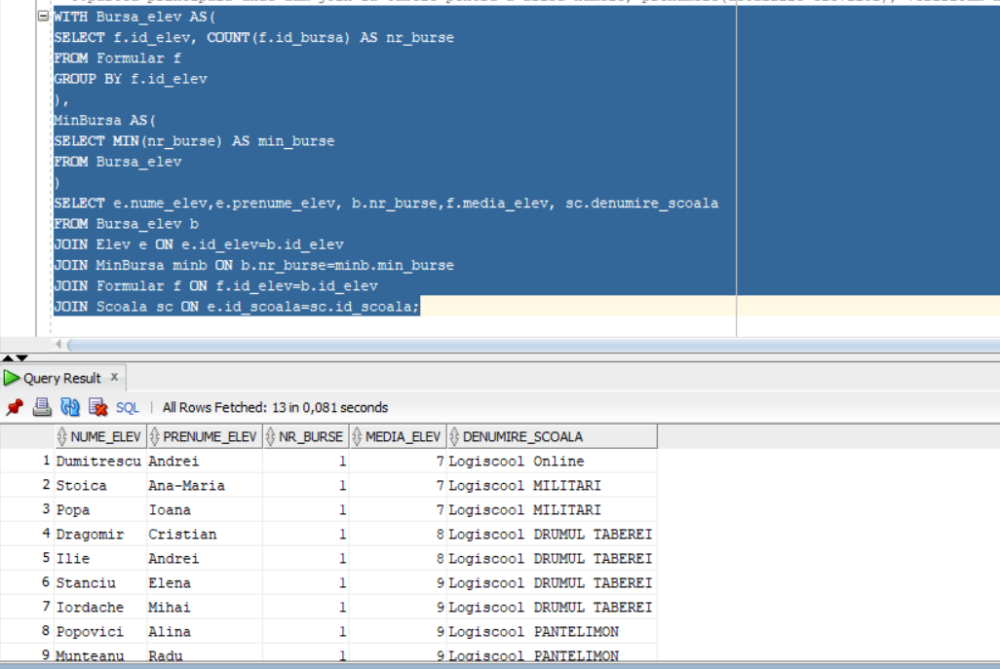 WITH Bursa_elev AS(
SELECT f.id_elev, COUNT(f.id_bursa) AS nr_burse
FROM Formular f
GROUP BY f.id_elev
),
MinBursa AS(
SELECT MIN(nr_burse) AS min_burse
FROM Bursa_elev
)
SELECT e.nume_elev,e.prenume_elev, b.nr_burse,f.media_elev, sc.denumire_scoala
FROM Bursa_elev b
JOIN Elev e ON e.id_elev=b.id_elev
JOIN MinBursa minb ON b.nr_burse=minb.min_burse
JOIN Formular f ON f.id_elev=b.id_elev
JOIN Scoala sc ON e.id_scoala=sc.id_scoala;
Query Result x
SQL | All Rows Fetched: 13 in 0,081 seconds
NUME_ELEV PRENUME_ELEV NR_BURSE MEDIA_ELEV DENUMIRE_SCOALA
1 Dumitrescu Andrei 1 7 Logiscool Online
2 Stoica Ana-Maria 1 7 Logiscool MILITARI
3 Popa Ioana 1 7 Logiscool MILITARI
4 Dragomir Cristian 1 8 Logiscool DRUMUL TABEREI
5 Ilie Andrei 1 8 Logiscool DRUMUL TABEREI
6 Stanciu Elena 1 9 Logiscool DRUMUL TABEREI
7 Iordache Mihai 1 9 Logiscool DRUMUL TABEREI
8 Popovici Alina 1 9 Logiscool PANTELIMON
9 Munteanu Radu 1 9 Logiscool PANTELIMON